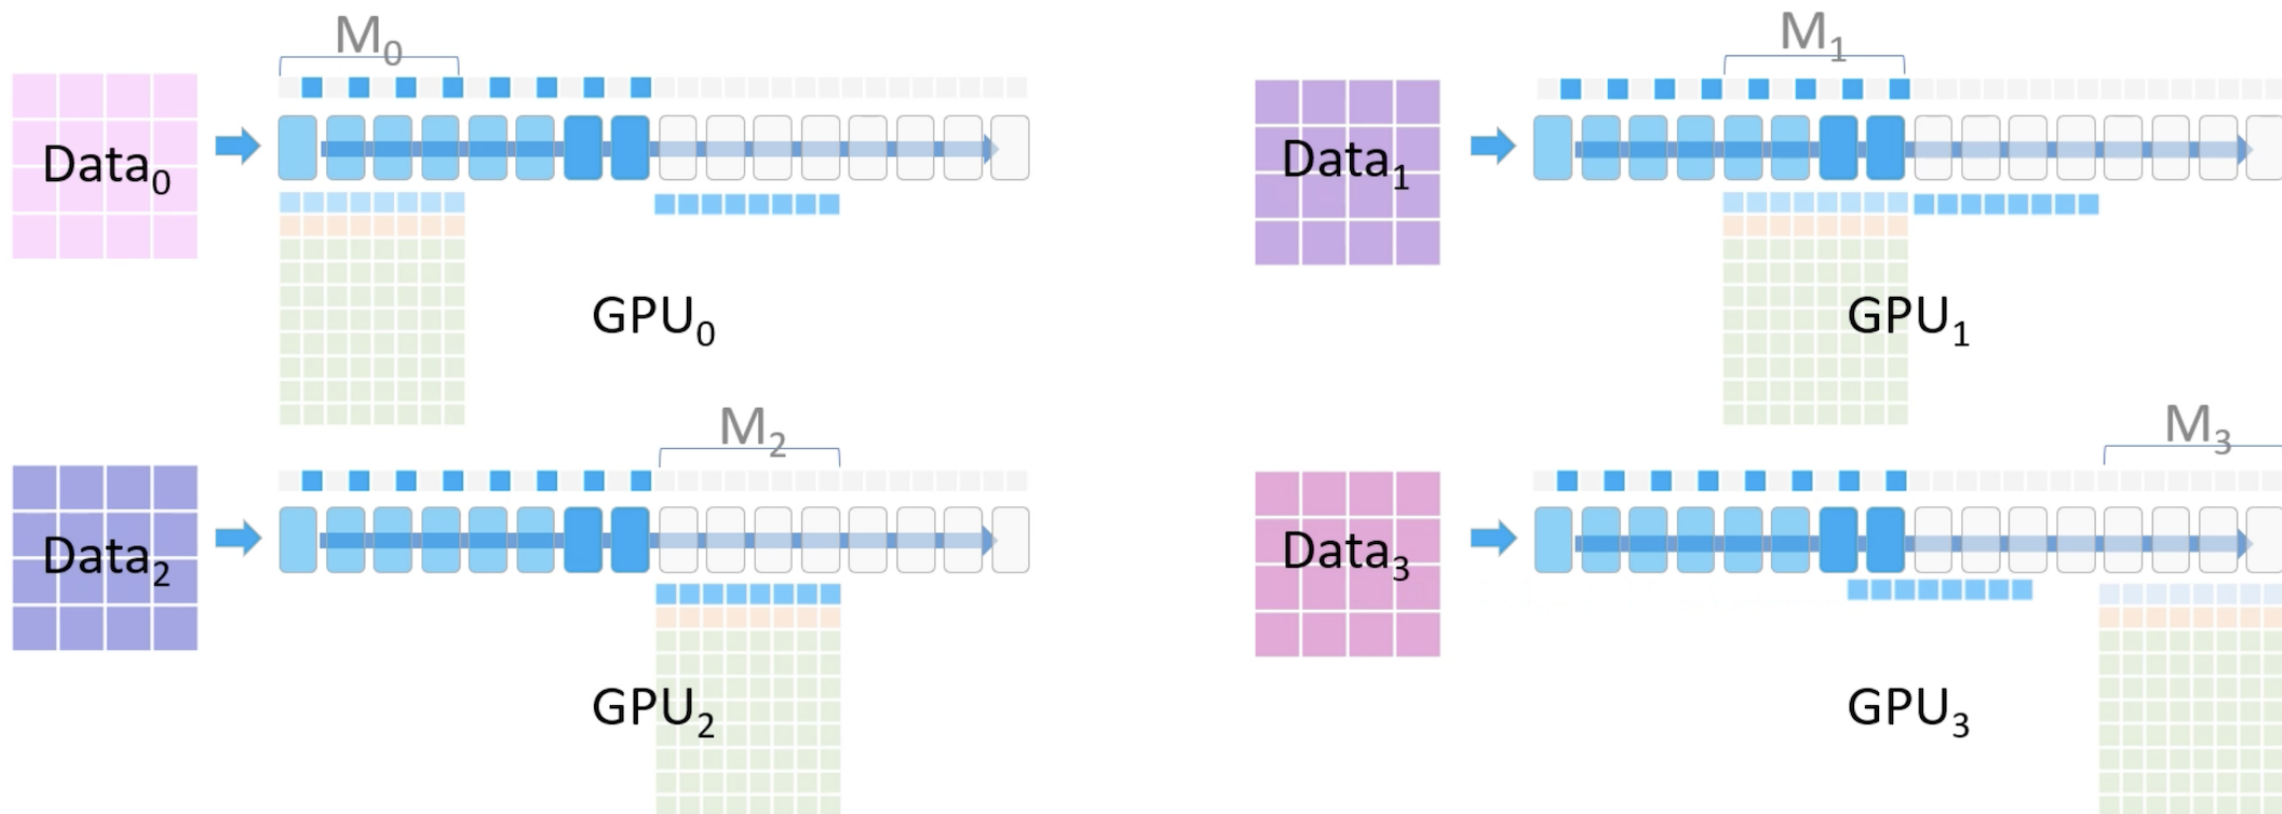 M₀
M₁
Data₀
Data₁
GPU₀
GPU₁
M₂
M₃
Data₂
Data₃
GPU₂
GPU₃